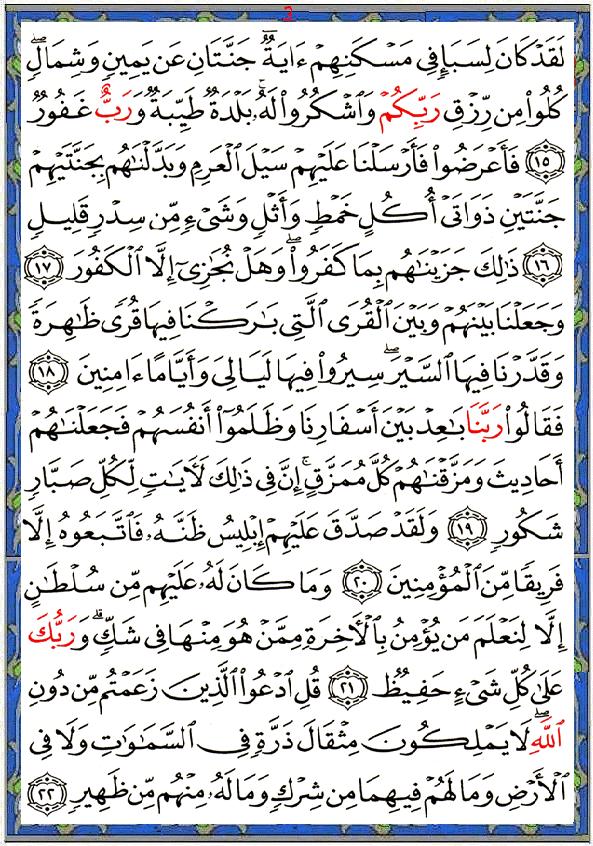 2
لَقَدْ كَانَ لِسَبَإٍ فِي مَسْكَنِهِمْ ءَايَةٌ ۖ جَنَّتَانِ عَن يَمِينٍ وَشِمَالٍ ۖ
كُلُوا۟ مِن رِّزْقِ رَبِّكُمْ وَٱشْكُرُوا۟ لَهُۥ ۚ بَلْدَةٌ طَيِّبَةٌ وَرَبٌّ غَفُورٌ
﴿١٥﴾ فَأَعْرَضُوا۟ فَأَرْسَلْنَا عَلَيْهِمْ سَيْلَ ٱلْعَرِمِ وَبَدَّلْنَٰهُم بِجَنَّتَيْهِمْ
جَنَّتَيْنِ ذَوَاتَىْ أُكُلٍ خَمْطٍ وَأَثْلٍ وَشَىْءٍ مِّن سِدْرٍ قَلِيلٍ
﴿١٦﴾ ذَٰلِكَ جَزَيْنَٰهُم بِمَا كَفَرُوا۟ ۖ وَهَلْ نُجَٰزِىٓ إِلَّا ٱلْكَفُورَ ﴿١٧﴾
وَجَعَلْنَا بَيْنَهُمْ وَبَيْنَ ٱلْقُرَى ٱلَّتِى بَٰرَكْنَا فِيهَا قُرًى ظَٰهِرَةً
وَقَدَّرْنَا فِيهَا ٱلسَّيْرَ ۖ سِيرُوا۟ فِيهَا لَيَالِىَ وَأَيَّامًا ءَامِنِينَ ﴿١٨﴾
فَقَالُوا۟ رَبَّنَا بَٰعِدْ بَيْنَ أَسْفَارِنَا وَظَلَمُوٓا۟ أَنفُسَهُمْ فَجَعَلْنَٰهُمْ
أَحَادِيثَ وَمَزَّقْنَٰهُمْ كُلَّ مُمَزَّقٍ ۚ إِنَّ فِى ذَٰلِكَ لَءَايَٰتٍ لِّكُلِّ صَبَّارٍ
شَكُورٍ ﴿١٩﴾ وَلَقَدْ صَدَّقَ عَلَيْهِمْ إِبْلِيسُ ظَنَّهُۥ فَٱتَّبَعُوهُ إِلَّا
فَرِيقًا مِّنَ ٱلْمُؤْمِنِينَ ﴿٢٠﴾ وَمَا كَانَ لَهُۥ عَلَيْهِم مِّن سُلْطَٰنٍ
إِلَّا لِنَعْلَمَ مَن يُؤْمِنُ بِٱلْءَاخِرَةِ مِمَّنْ هُوَ مِنْهَا فِى شَكٍّ ۗ وَرَبُّكَ
عَلَىٰ كُلِّ شَىْءٍ حَفِيظٌ ﴿٢١﴾ قُلِ ٱدْعُوا۟ ٱلَّذِينَ زَعَمْتُم مِّن دُونِ
ٱللَّهِ ۖ لَا يَمْلِكُونَ مِثْقَالَ ذَرَّةٍ فِى ٱلسَّمَٰوَٰتِ وَلَا فِى
ٱلْأَرْضِ وَمَا لَهُمْ فِيهِمَا مِن شِرْكٍ وَمَا لَهُۥ مِنْهُم مِّن ظَهِيرٍ ﴿٢٢﴾